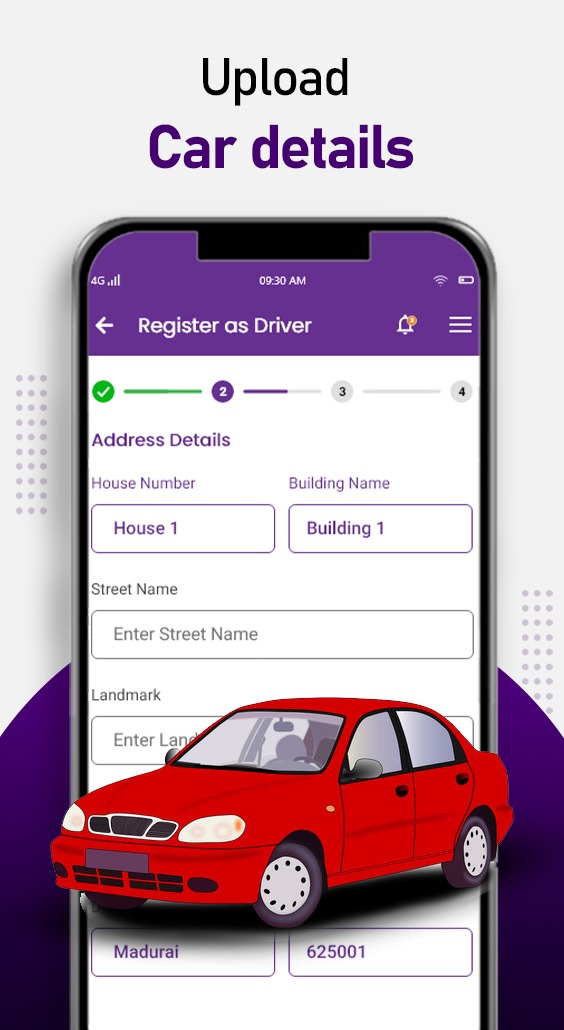 Upload
Car details
4G 09:30 AM
Register as Driver 3
2 3 4
Address Details
House Number Building Name
House 1 Building 1
Street Name
Enter Street Name
Landmark
Enter Land
Madurai 625001